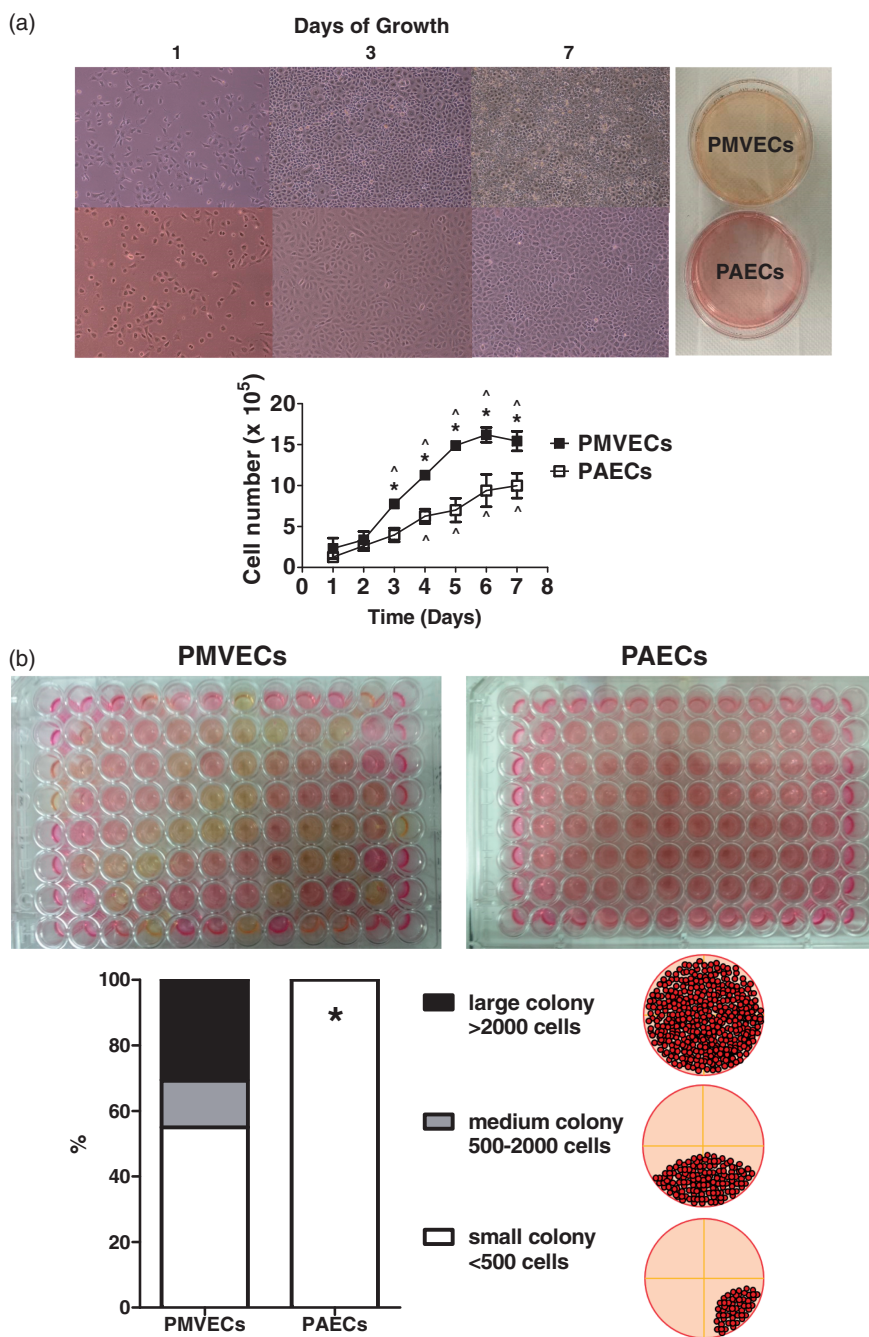 (a)
Days of Growth
1 3 7
PMVECs
PAECs
Cell number (x 10⁵)
20
15
10
5
0
^ ^ ^ ^ ^
* * * * *
^ ^ ^ ^
0 1 2 3 4 5 6 7 8
Time (Days)
PMVECs
PAECs
(b)
PMVECs PAECs
%
100
80
60
40
20
0
*
PMVECs PAECs
large colony
>2000 cells
medium colony
500-2000 cells
small colony
<500 cells